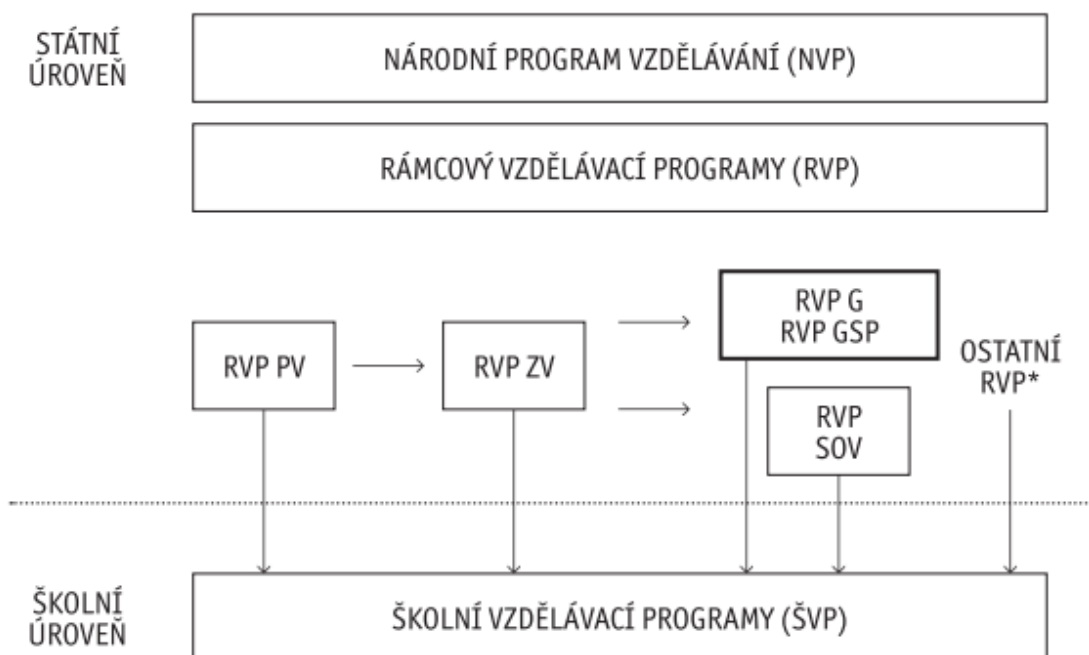 STÁTNÍ
ÚROVEŇ
NÁRODNÍ PROGRAM VZDĚLÁVÁNÍ (NVP)
RÁMCOVÝ VZDĚLÁVACÍ PROGRAMY (RVP)
RVP PV
RVP ZV
RVP G
RVP GSP
RVP
SOV
OSTATNÍ
RVP*
ŠKOLNÍ
ÚROVEŇ
ŠKOLNÍ VZDĚLÁVACÍ PROGRAMY (ŠVP)